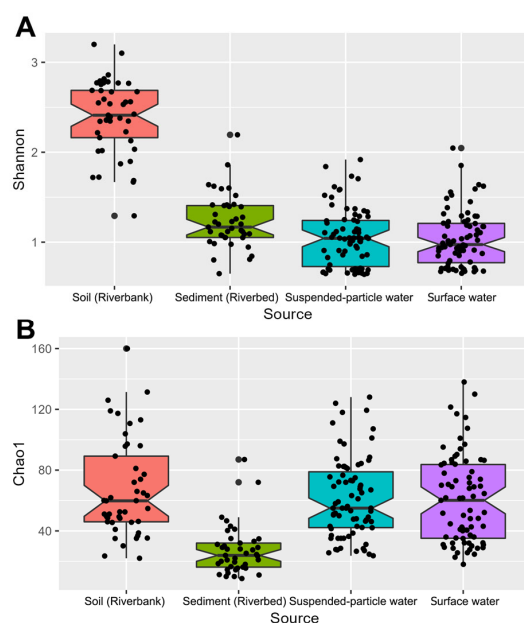 A
Shannon
3
2
1
Soil (Riverbank) Sediment (Riverbed) Suspended-particle water Surface water
Source
B
Chao1
160
120
80
40
Soil (Riverbank) Sediment (Riverbed) Suspended-particle water Surface water
Source